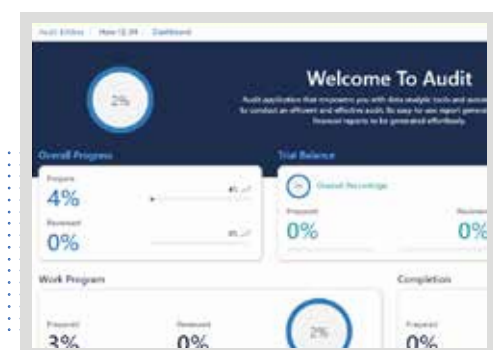 Dashboard
2%
Welcome To Audit
Audit application that empowers you with data analytic tools and
to conduct an efficient and effective audit. Its easy to use report
financial reports to be generated effortlessly.
Overall Progress
Trial Balance
Prepare
4%
4%
Overall Percentage
Reviewed
0%
0%
Prepared
0%
0%
Work Program
Completion
Prepared
3%
Reviewed
0%
2%
Prepared
0%